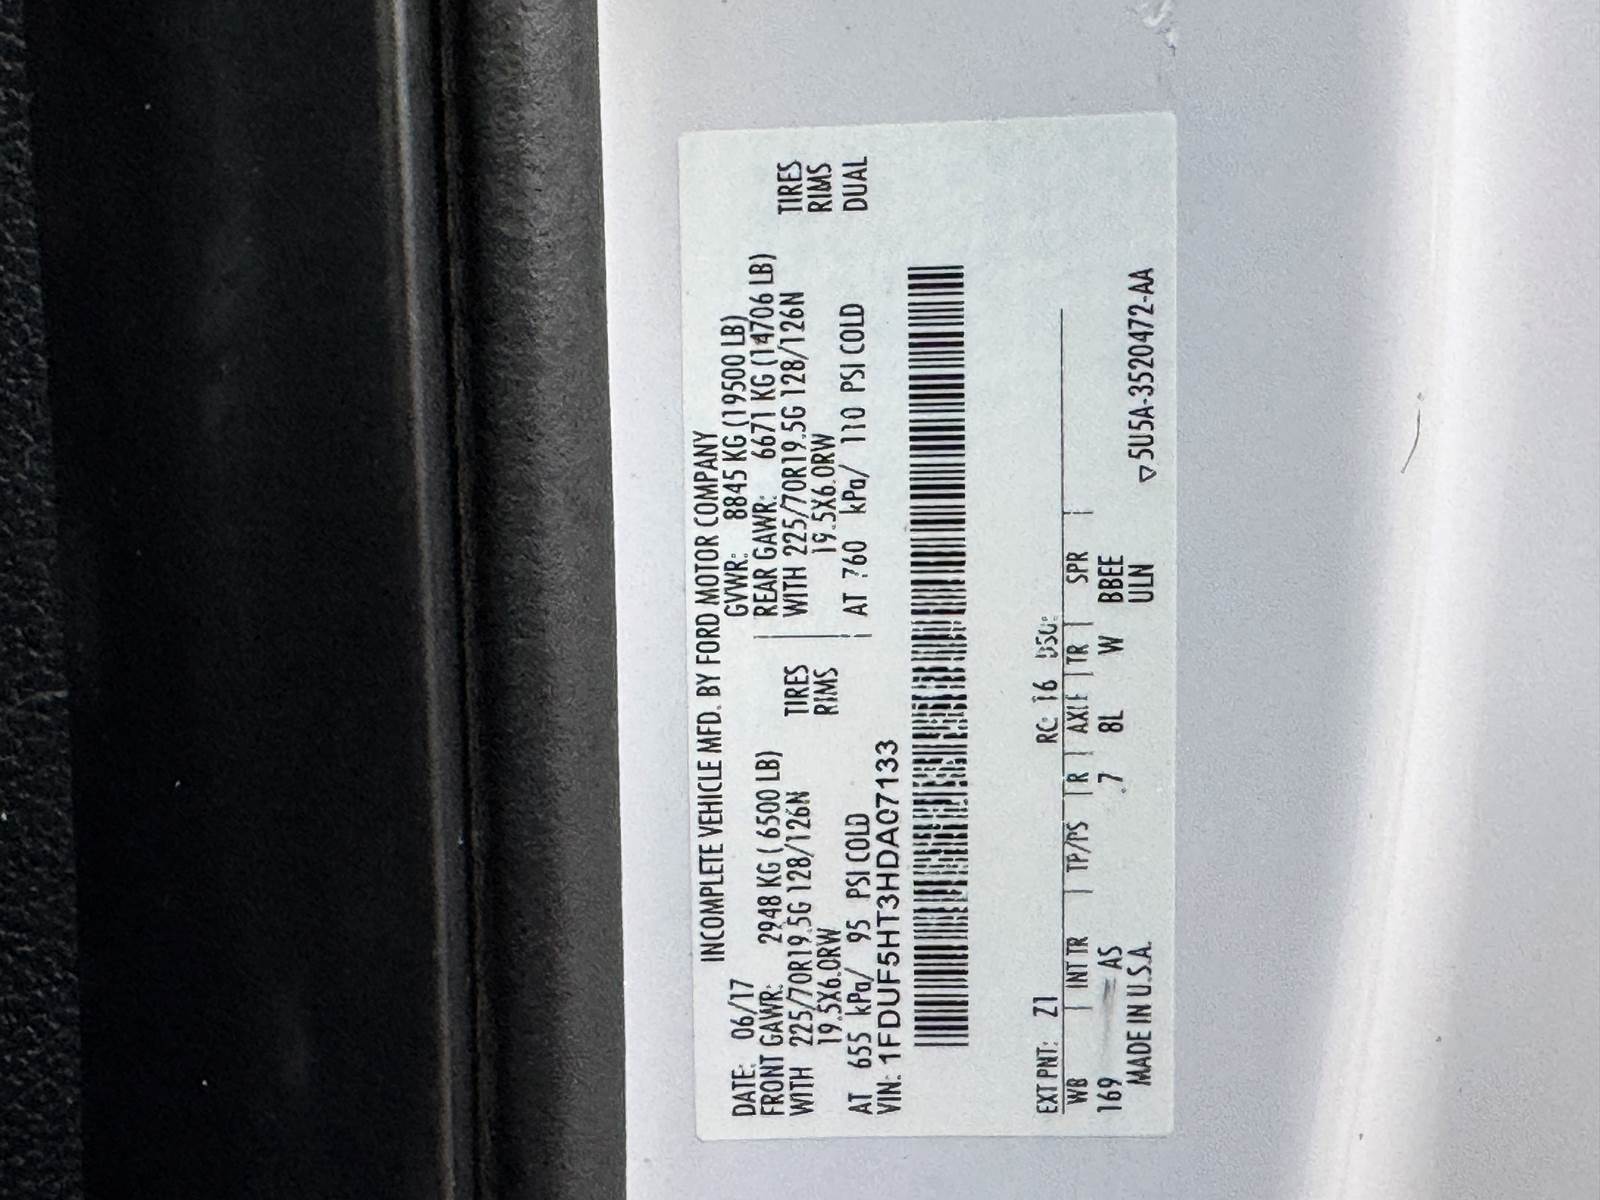 INCOMPLETE VEHICLE MFD. BY FORD MOTOR COMPANY
DATE: 06/17 GVWR: 8845 KG (19500 LB)
FRONT GAWR: 2948 KG ( 6500 LB) REAR GAWR: 6671 KG (14706 LB)
WITH 225/70R19.5G 128/126N TIRES WITH 225/70R19.5G 128/126N TIRES
19.5X6.0RW RIMS 19.5X6.0RW RIMS
AT 655 kPa/ 95 PSI COLD AT 760 kPa/ 110 PSI COLD DUAL
VIN: 1FDUF5HT3HDA07133
EXT PNT: Z1 RC: 16 DSO:
WB INT TR TP/PS R AXLE TR SPR
169 AS 7 8L W BBEE
MADE IN U.S.A. ULN
▽5U5A-3520472-AA